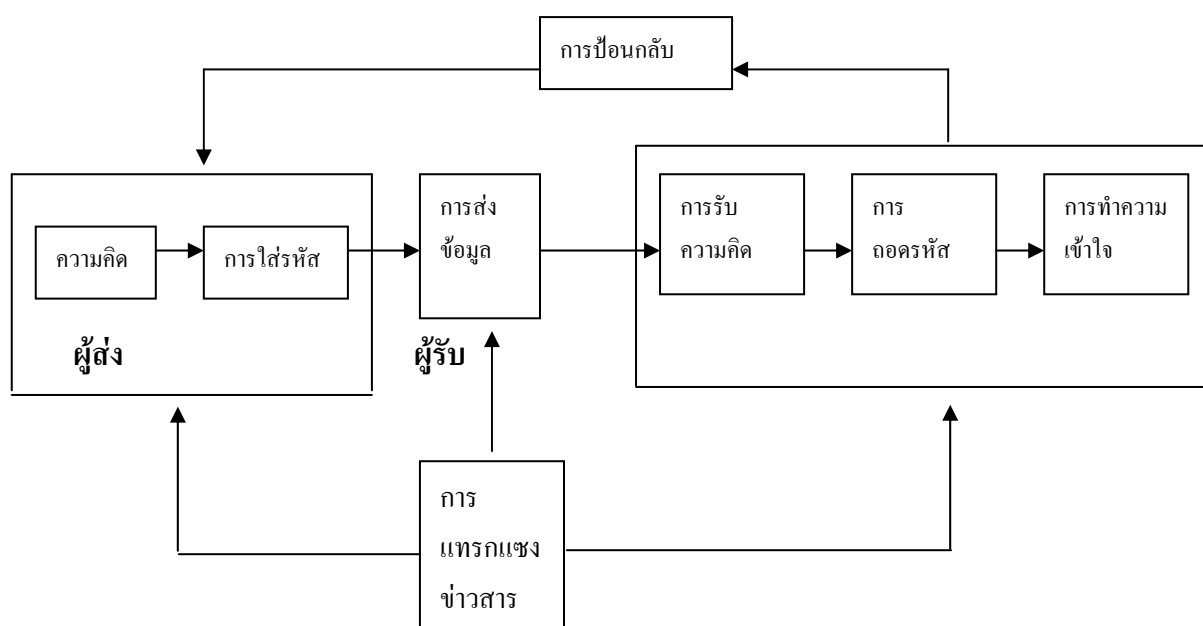 การป้อนกลับ
ความคิด
การใส่รหัส
ผู้ส่ง
การส่ง
ข้อมูล
ผู้รับ
การรับ
ความคิด
การ
ถอดรหัส
การทำความ
เข้าใจ
การ
แทรกแซง
ข่าวสาร